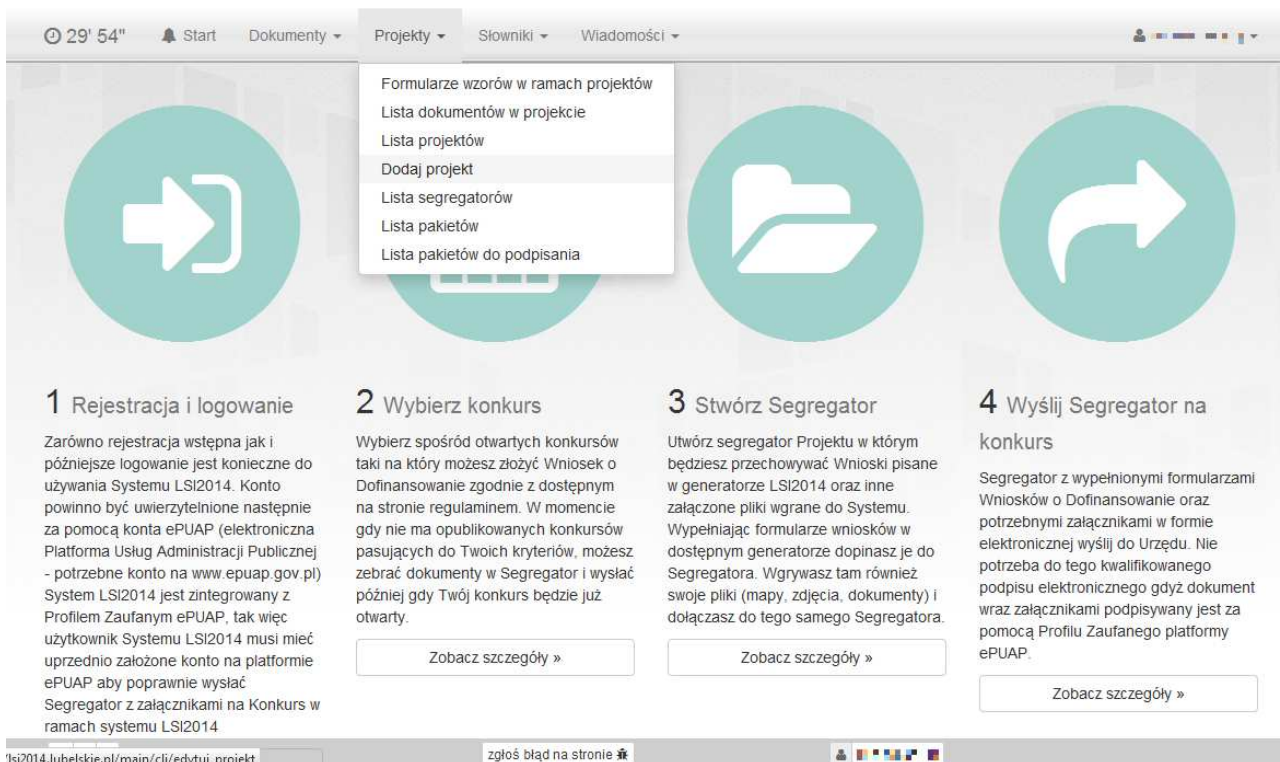 29' 54" Start Dokumenty Projekty Słowniki Wiadomości
Formularze wzorów w ramach projektów
Lista dokumentów w projekcie
Lista projektów
Dodaj projekt
Lista segregatorów
Lista pakietów
Lista pakietów do podpisania
1 Rejestracja i logowanie
Zarówno rejestracja wstępna jak i
późniejsze logowanie jest konieczne do
używania Systemu LSI2014. Konto
powinno być uwierzytelnione następnie
za pomocą konta ePUAP (elektroniczna
Platforma Usług Administracji Publicznej
- potrzebne konto na www.epuap.gov.pl)
System LSI2014 jest zintegrowany z
Profilem Zaufanym ePUAP, tak więc
użytkownik Systemu LSI2014 musi mieć
uprzednio założone konto na platformie
ePUAP aby poprawnie wysłać
Segregator z załącznikami na Konkurs w
ramach systemu LSI2014
2 Wybierz konkurs
Wybierz spośród otwartych konkursów
taki na który możesz złożyć Wniosek o
Dofinansowanie zgodnie z dostępnym
na stronie regulaminem. W momencie
gdy nie ma opublikowanych konkursów
pasujących do Twoich kryteriów, możesz
zebrać dokumenty w Segregator i wysłać
później gdy Twój konkurs będzie już
otwarty.
Zobacz szczegóły »
3 Stwórz Segregator
Utwórz segregator Projektu w którym
będziesz przechowywać Wnioski pisane
w generatorze LSI2014 oraz inne
załączone pliki wgrane do Systemu.
Wypełniając formularze wniosków w
dostępnym generatorze dopinasz je do
Segregatora. Wgrywasz tam również
swoje pliki (mapy, zdjęcia, dokumenty) i
dołączasz do tego samego Segregatora.
Zobacz szczegóły »
4 Wyślij Segregator na
konkurs
Segregator z wypełnionymi formularzami
Wniosków o Dofinansowanie oraz
potrzebnymi załącznikami w formie
elektronicznej wyślij do Urzędu. Nie
potrzeba do tego kwalifikowanego
podpisu elektronicznego gdyż dokument
wraz załącznikami podpisywany jest za
pomocą Profilu Zaufanego platformy
ePUAP.
Zobacz szczegóły »
/lsi2014.lubelskie.pl/main/cli/edytuj_projekt
zgłoś błąd na stronie